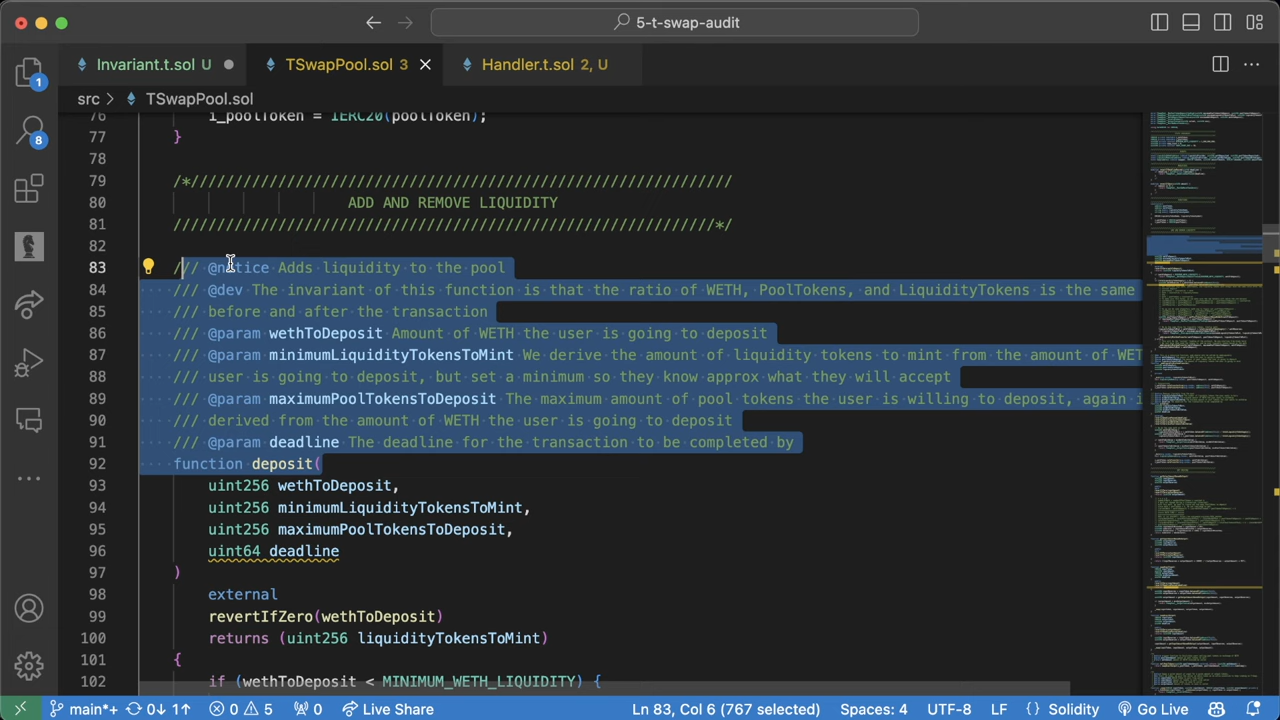 5-t-swap-audit
Invariant.t.sol U
TSwapPool.sol 3
Handler.t.sol 2, U
src > TSwapPool.sol
1
8
76 i_poolToken = IERC20(poolToken);
77 }
78
79 /*//////////////////////////////////////////////////////////////
80 ADD AND REMOVE LIQUIDITY
81 //////////////////////////////////////////////////////////////*/
82
83 /// @notice Adds liquidity to the pool
84 /// @dev The invariant of this function is that the ratio of WETH, PoolTokens, and LiquidityTokens is the same
85 /// before and after the transaction
86 /// @param wethToDeposit Amount of WETH the user is going to deposit
87 /// @param minimumLiquidityTokensToMint We derive the amount of liquidity tokens to mint from the amount of WET
88 /// depositing, but set a minimum so they know approx what they will accept
89 /// @param maximumPoolTokensToDeposit The maximum amount of pool tokens the user is willing to deposit, again i
90 /// derived from the amount of WETH the user is going to deposit
91 /// @param deadline The deadline for the transaction to be completed by
92 function deposit(
93 uint256 wethToDeposit,
94 uint256 minimumLiquidityTokensToMint,
95 uint256 maximumPoolTokensToDeposit,
96 uint64 deadline
97 )
98 external
99 revertIfZero(wethToDeposit)
100 returns (uint256 liquidityTokensToMint)
101 {
if (wethToDeposit < MINIMUM_WETH_LIQUIDITY) {
main*+ 0↓ 1↑ 0 5 0 Live Share Ln 83, Col 6 (777 selected) Spaces: 4 UTF-8 LF {} Solidity Go Live